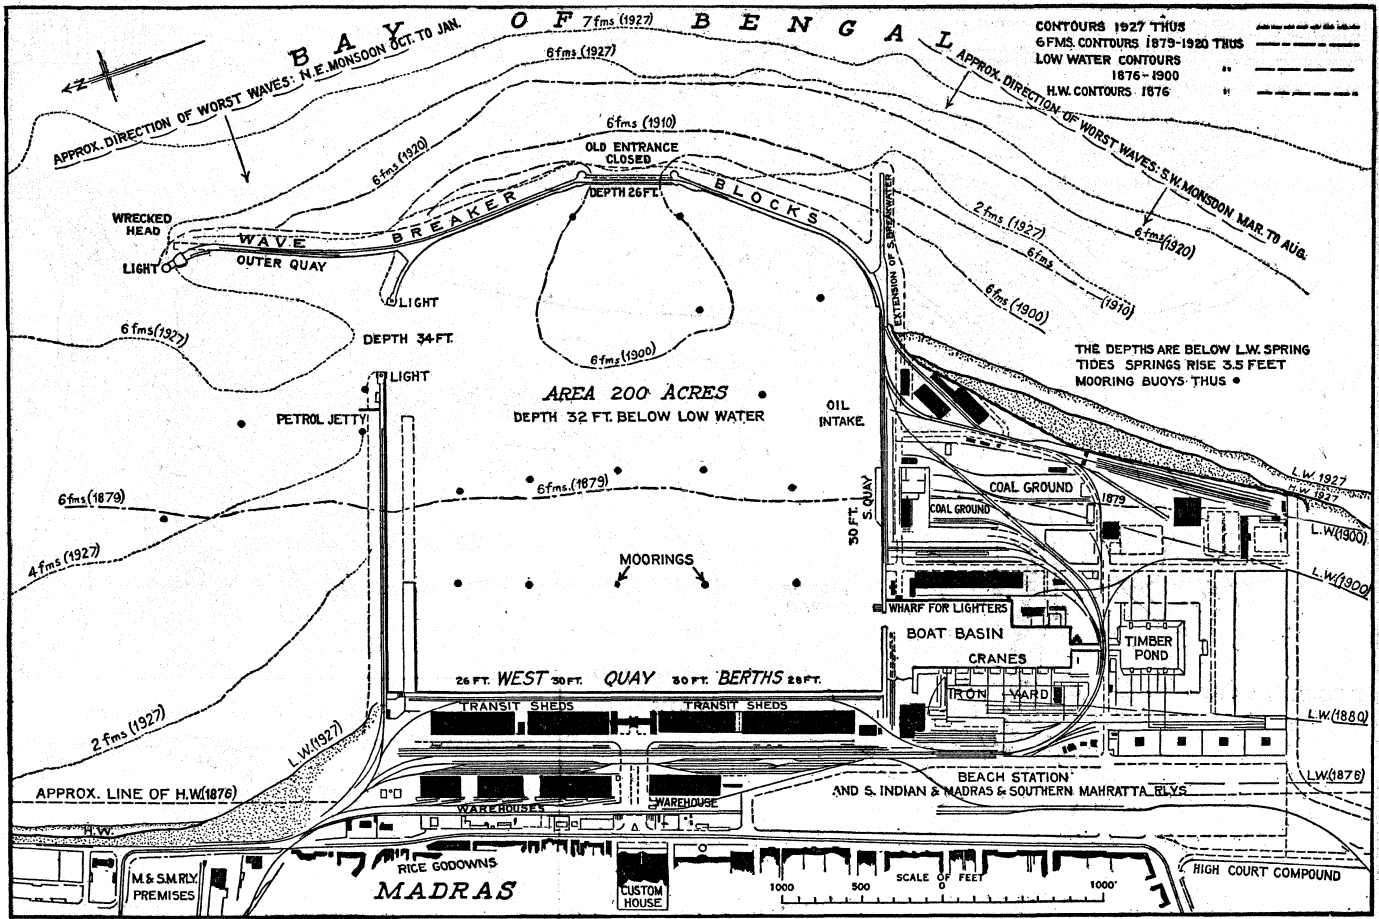 BAY OF BENGAL
7 fms (1927)
CONTOURS 1927 THUS
6 FMS. CONTOURS 1879-1920 THUS
LOW WATER CONTOURS
1876-1900 "
H.W. CONTOURS 1876 "
N
APPROX. DIRECTION OF WORST WAVES: N.E. MONSOON OCT. TO JAN.
APPROX. DIRECTION OF WORST WAVES: S.W. MONSOON MAR. TO AUG.
6 fms (1927)
6 fms (1920)
6 fms (1910)
OLD ENTRANCE
CLOSED
DEPTH 26 FT.
WAVE BREAKER BLOCKS
WRECKED
HEAD
LIGHT
OUTER QUAY
LIGHT
EXTENSION OF S. BREAKWATER
2 fms (1927)
6 fms (1920)
6 fms (1910)
6 fms (1900)
6 fms (1927)
DEPTH 34 FT.
6 fms (1900)
THE DEPTHS ARE BELOW L.W. SPRING
TIDES SPRINGS RISE 3.5 FEET
MOORING BUOYS THUS
LIGHT
PETROL JETTY
AREA 200 ACRES
DEPTH 32 FT. BELOW LOW WATER
OIL
INTAKE
6 fms (1879)
6 fms. (1879)
30 FT. S. QUAY
COAL GROUND
COAL GROUND
1879
L.W. 1927
H.W. 1927
L.W. (1900)
L.W. (1900)
4 fms (1927)
MOORINGS
WHARF FOR LIGHTERS
BOAT BASIN
CRANES
TIMBER
POND
IRON YARD
26 FT. WEST 30 FT. QUAY 30 FT. BERTHS 28 FT.
TRANSIT SHEDS
TRANSIT SHEDS
L.W. (1880)
2 fms (1927)
L.W. (1927)
L.W. (1876)
APPROX. LINE OF H.W. (1876)
BEACH STATION
AND S. INDIAN & MADRAS & SOUTHERN MAHRATTA RLYS
WAREHOUSES
WAREHOUSE
H.W.
RICE GODOWNS
M. & S.M. RLY.
PREMISES
MADRAS
CUSTOM
HOUSE
SCALE OF FEET
1000 500 0 1000'
HIGH COURT COMPOUND